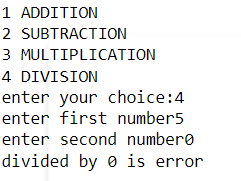 1 ADDITION
2 SUBTRACTION
3 MULTIPLICATION
4 DIVISION
enter your choice:4
enter first number5
enter second number0
divided by 0 is error